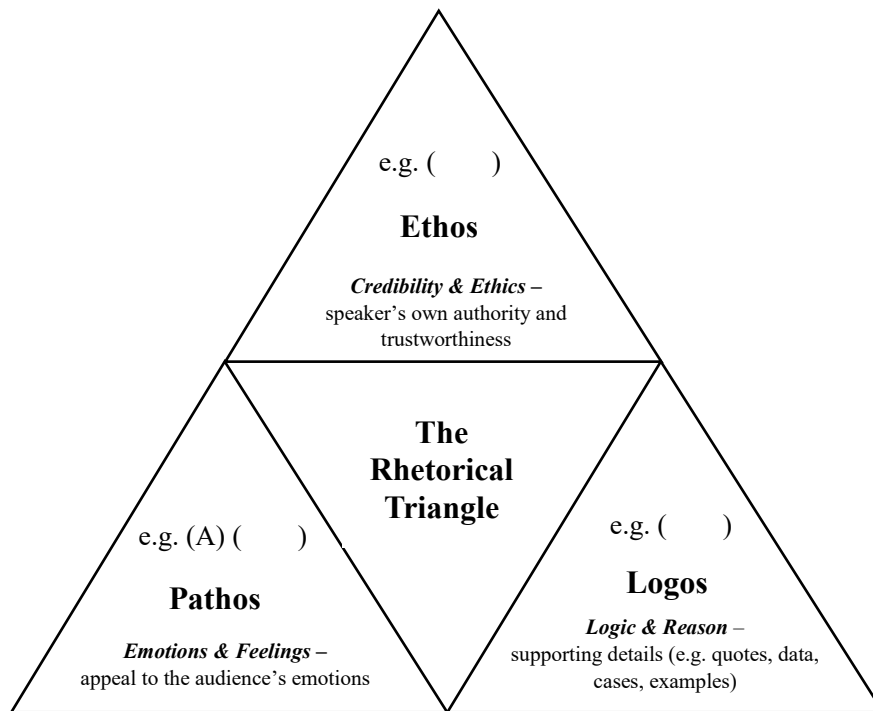 e.g. (        )
Ethos
Credibility & Ethics –
speaker’s own authority and
trustworthiness
The
Rhetorical
Triangle
e.g. (A) (        )
Pathos
Emotions & Feelings –
appeal to the audience’s emotions
e.g. (        )
Logos
Logic & Reason –
supporting details (e.g. quotes, data,
cases, examples)